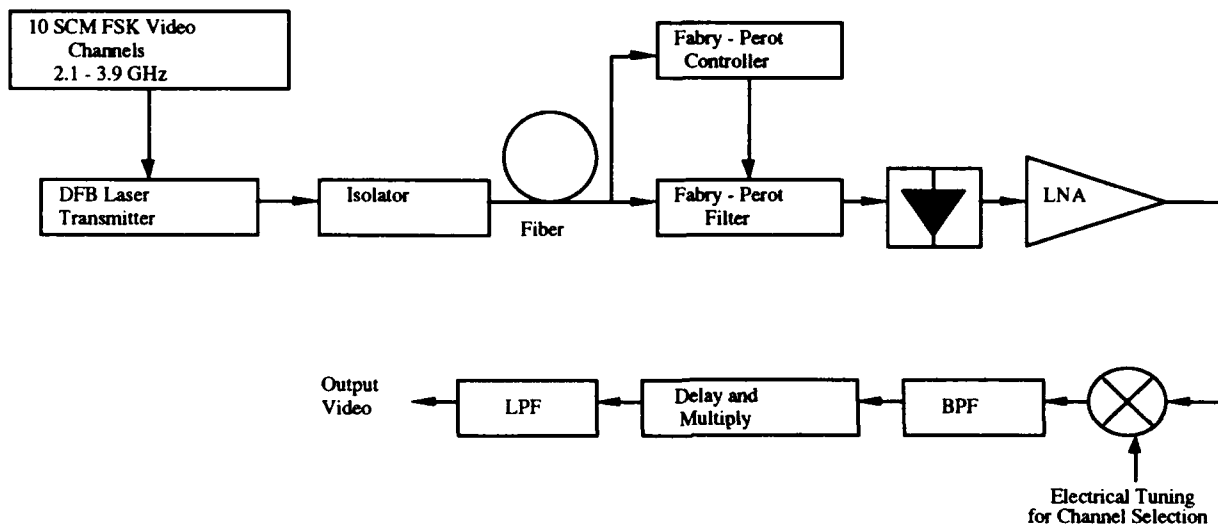 10 SCM FSK Video
Channels
2.1 - 3.9 GHz
Fabry - Perot
Controller
DFB Laser
Transmitter
Isolator
Fiber
Fabry - Perot
Filter
LNA
Output
Video
LPF
Delay and
Multiply
BPF
Electrical Tuning
for Channel Selection